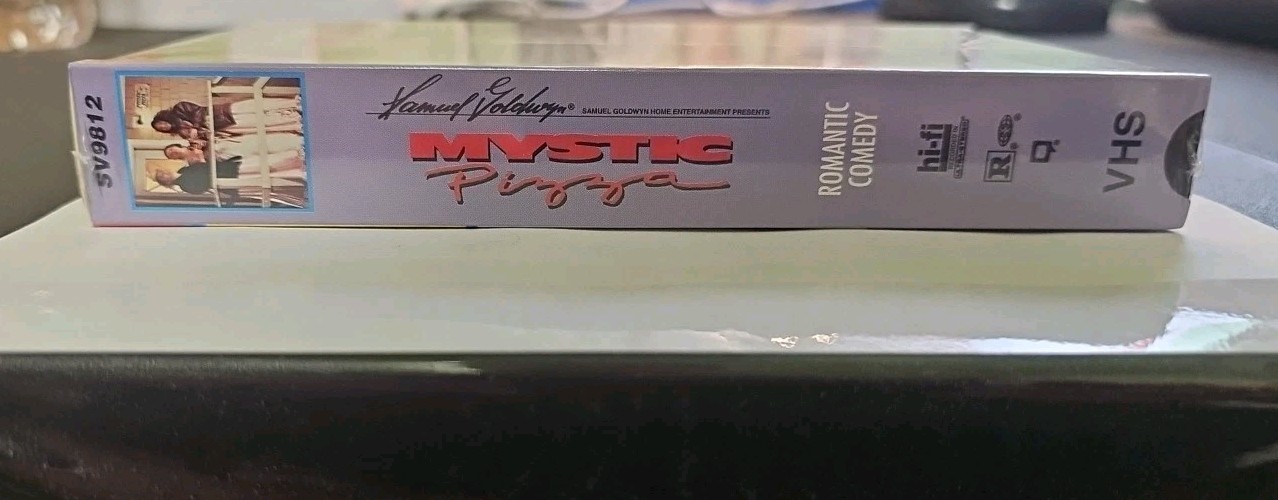 SV9812
Samuel Goldwyn®
SAMUEL GOLDWYN HOME ENTERTAINMENT PRESENTS
MYSTIC
Pizza
ROMANTIC
COMEDY
hi-fi
R
VHS